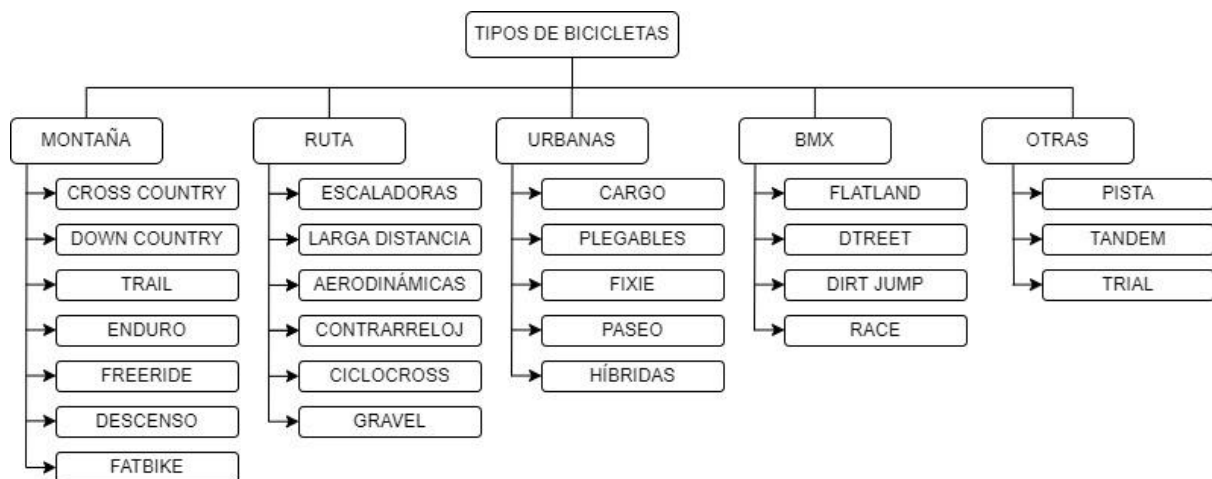 TIPOS DE BICICLETAS
MONTAÑA
CROSS COUNTRY
DOWN COUNTRY
TRAIL
ENDURO
FREERIDE
DESCENSO
FATBIKE
RUTA
ESCALADORAS
LARGA DISTANCIA
AERODINÁMICAS
CONTRARRELOJ
CICLOCROSS
GRAVEL
URBANAS
CARGO
PLEGABLES
FIXIE
PASEO
HÍBRIDAS
BMX
FLATLAND
DTREET
DIRT JUMP
RACE
OTRAS
PISTA
TANDEM
TRIAL